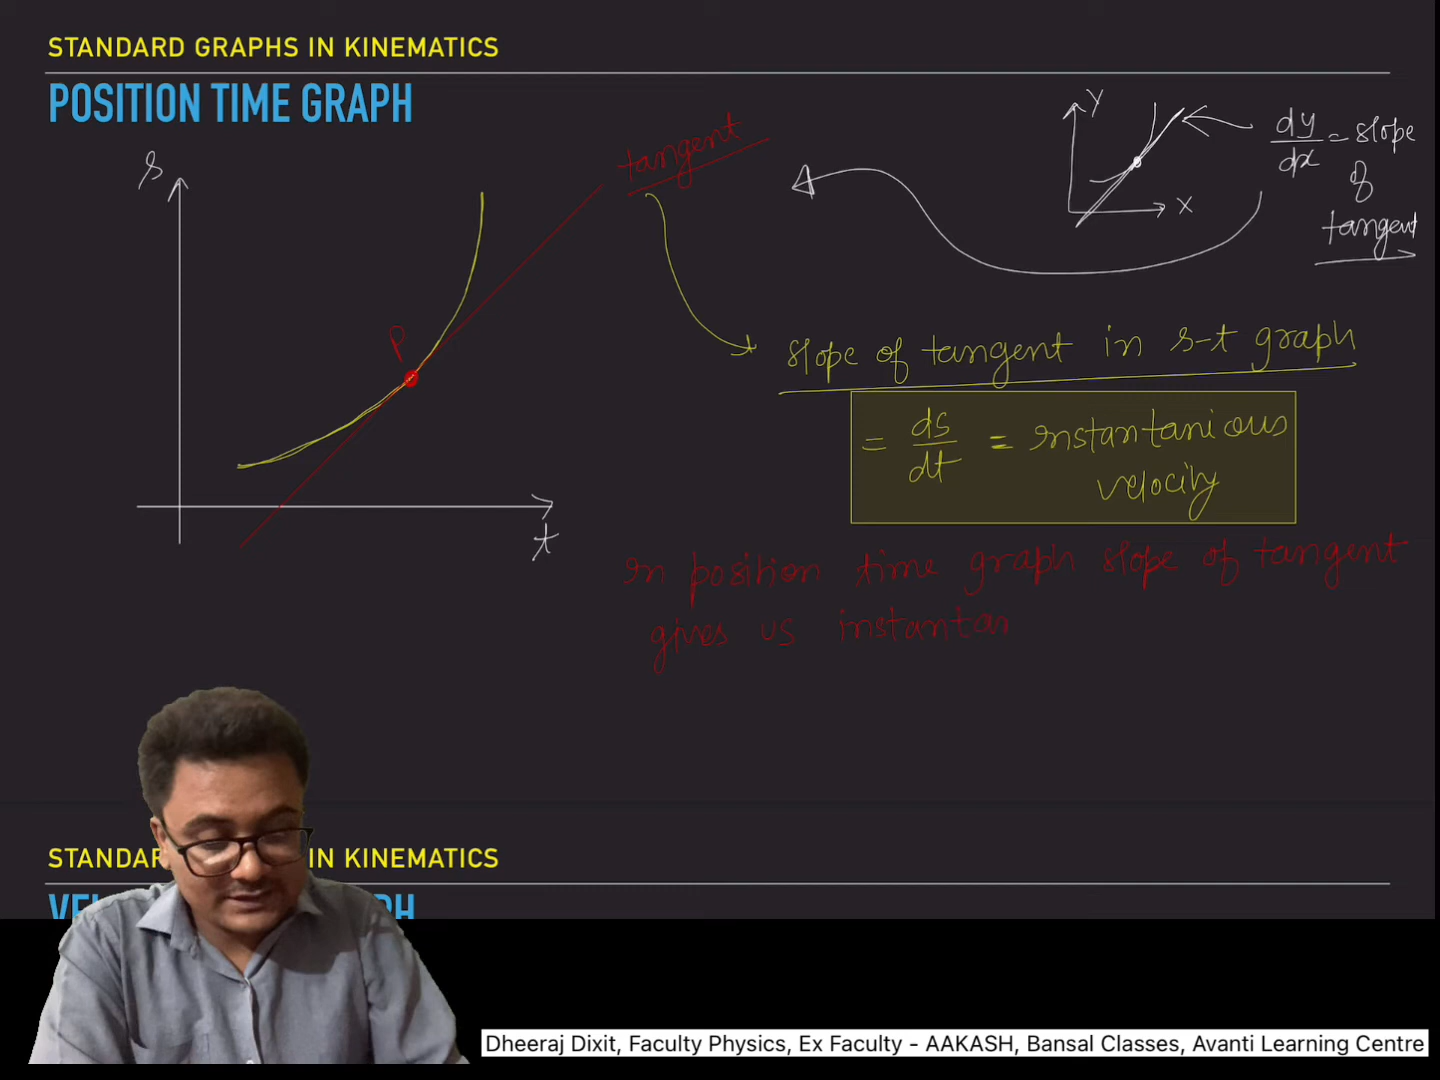 STANDARD GRAPHS IN KINEMATICS
POSITION TIME GRAPH
s
t
P
tangent
Y
X
dy/dx = slope
of
tangent
slope of tangent in s-t graph
= ds/dt = instantanious
velocity
In position time graph slope of tangent
gives us instantan
IN KINEMATICS
Dheeraj Dixit, Faculty Physics, Ex Faculty - AAKASH, Bansal Classes, Avanti Learning Centre